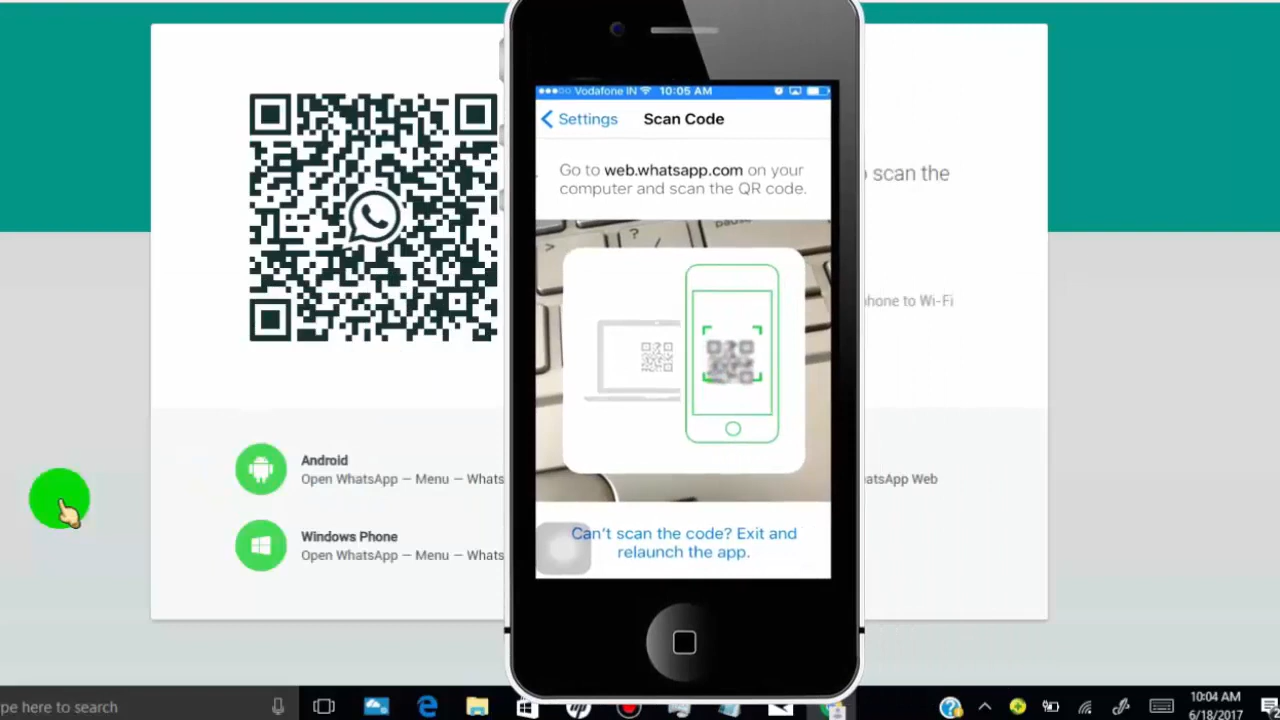 Vodafone IN 10:05 AM
Settings Scan Code
Go to web.whatsapp.com on your
computer and scan the QR code.
pause
?
/
>
Can't scan the code? Exit and
relaunch the app.
scan the
phone to Wi-Fi
Android
Open WhatsApp — Menu — Whats
atsApp Web
Windows Phone
Open WhatsApp — Menu — Whats
pe here to search
hp
10:04 AM
6/18/2017